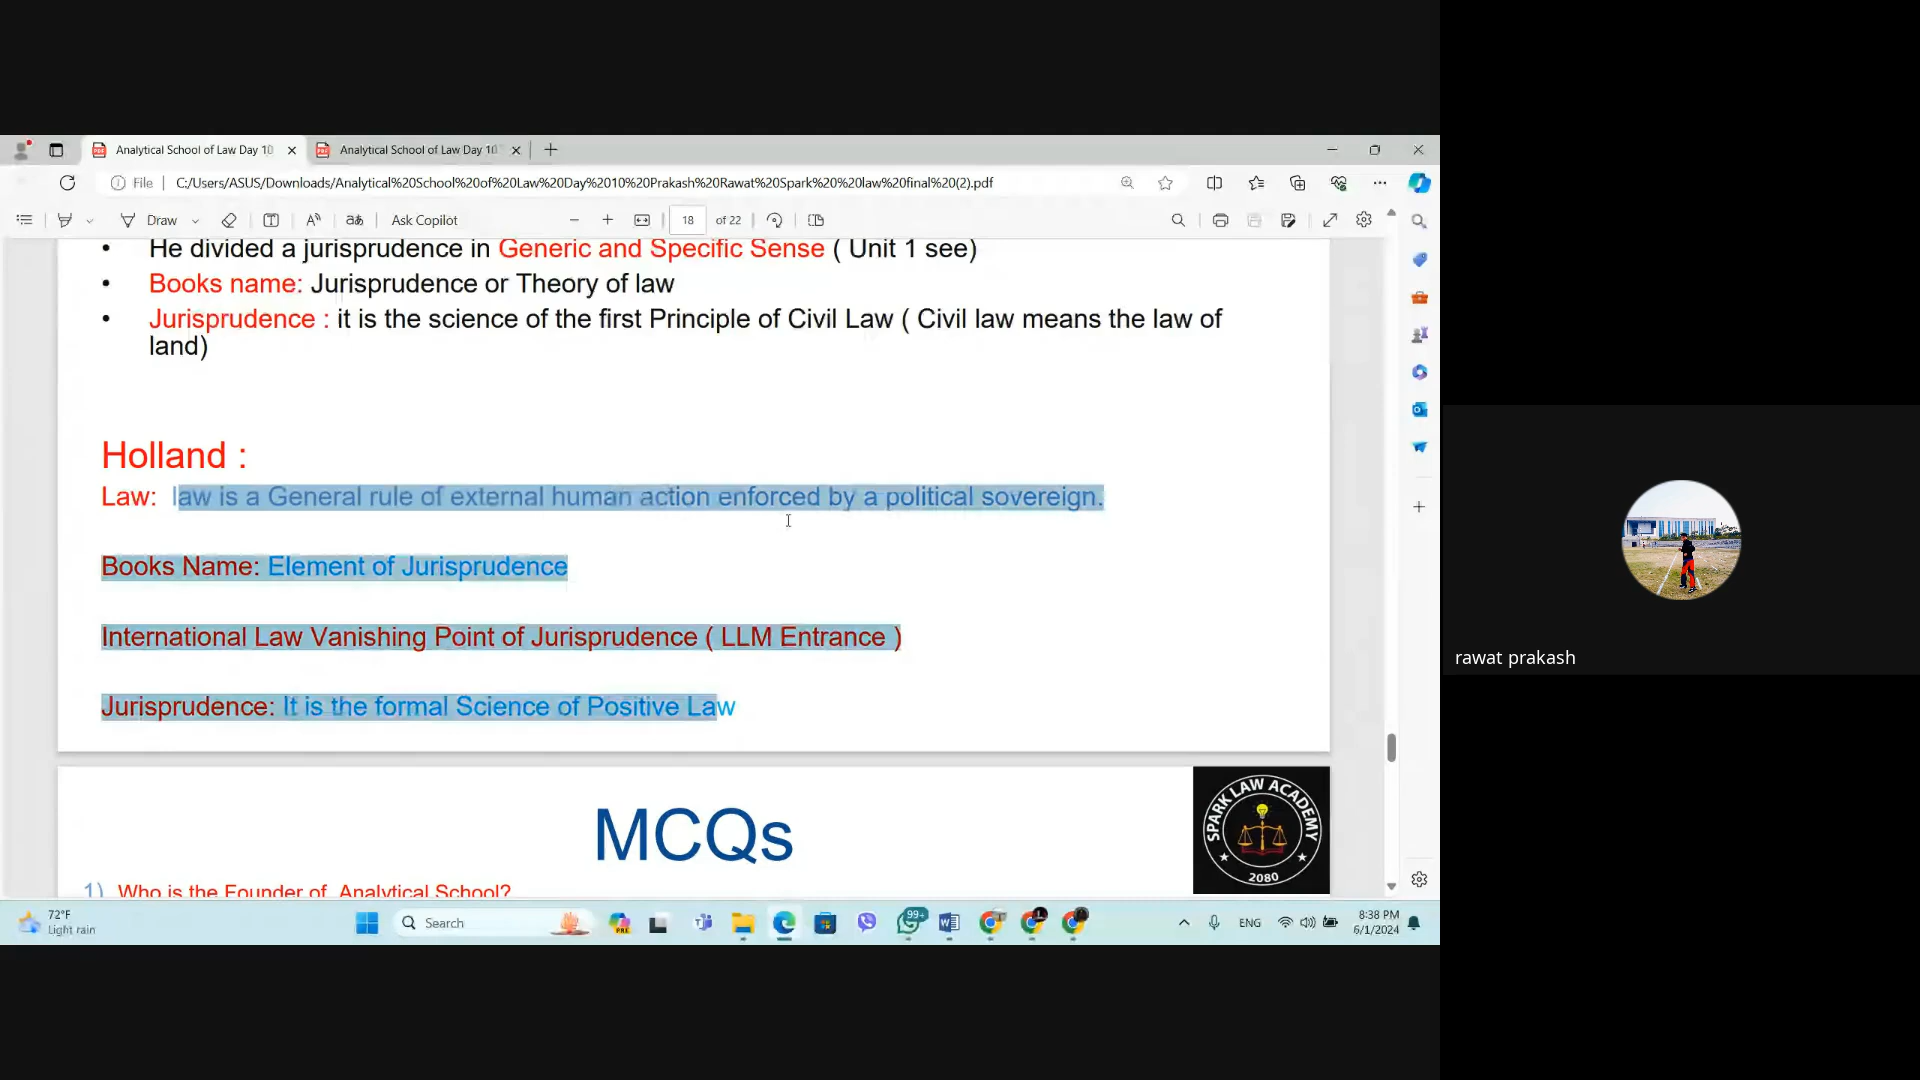 Analytical School of Law Day 10
Analytical School of Law Day 10
File
C:/Users/ASUS/Downloads/Analytical%20School%20of%20Law%20Day%2010%20Prakash%20Rawat%20Spark%20%20law%20final%20(2).pdf
Draw
Ask Copilot
18 of 22
• He divided a jurisprudence in Generic and Specific Sense ( Unit 1 see)
• Books name: Jurisprudence or Theory of law
• Jurisprudence : it is the science of the first Principle of Civil Law ( Civil law means the law of
land)
Holland :
Law: law is a General rule of external human action enforced by a political sovereign.
Books Name: Element of Jurisprudence
International Law Vanishing Point of Jurisprudence ( LLM Entrance )
Jurisprudence: It is the formal Science of Positive Law
MCQs
SPARK LAW ACADEMY
2080
1) Who is the Founder of Analytical School?
rawat prakash
72°F
Light rain
Search
PRE
99+
ENG
8:38 PM
6/1/2024